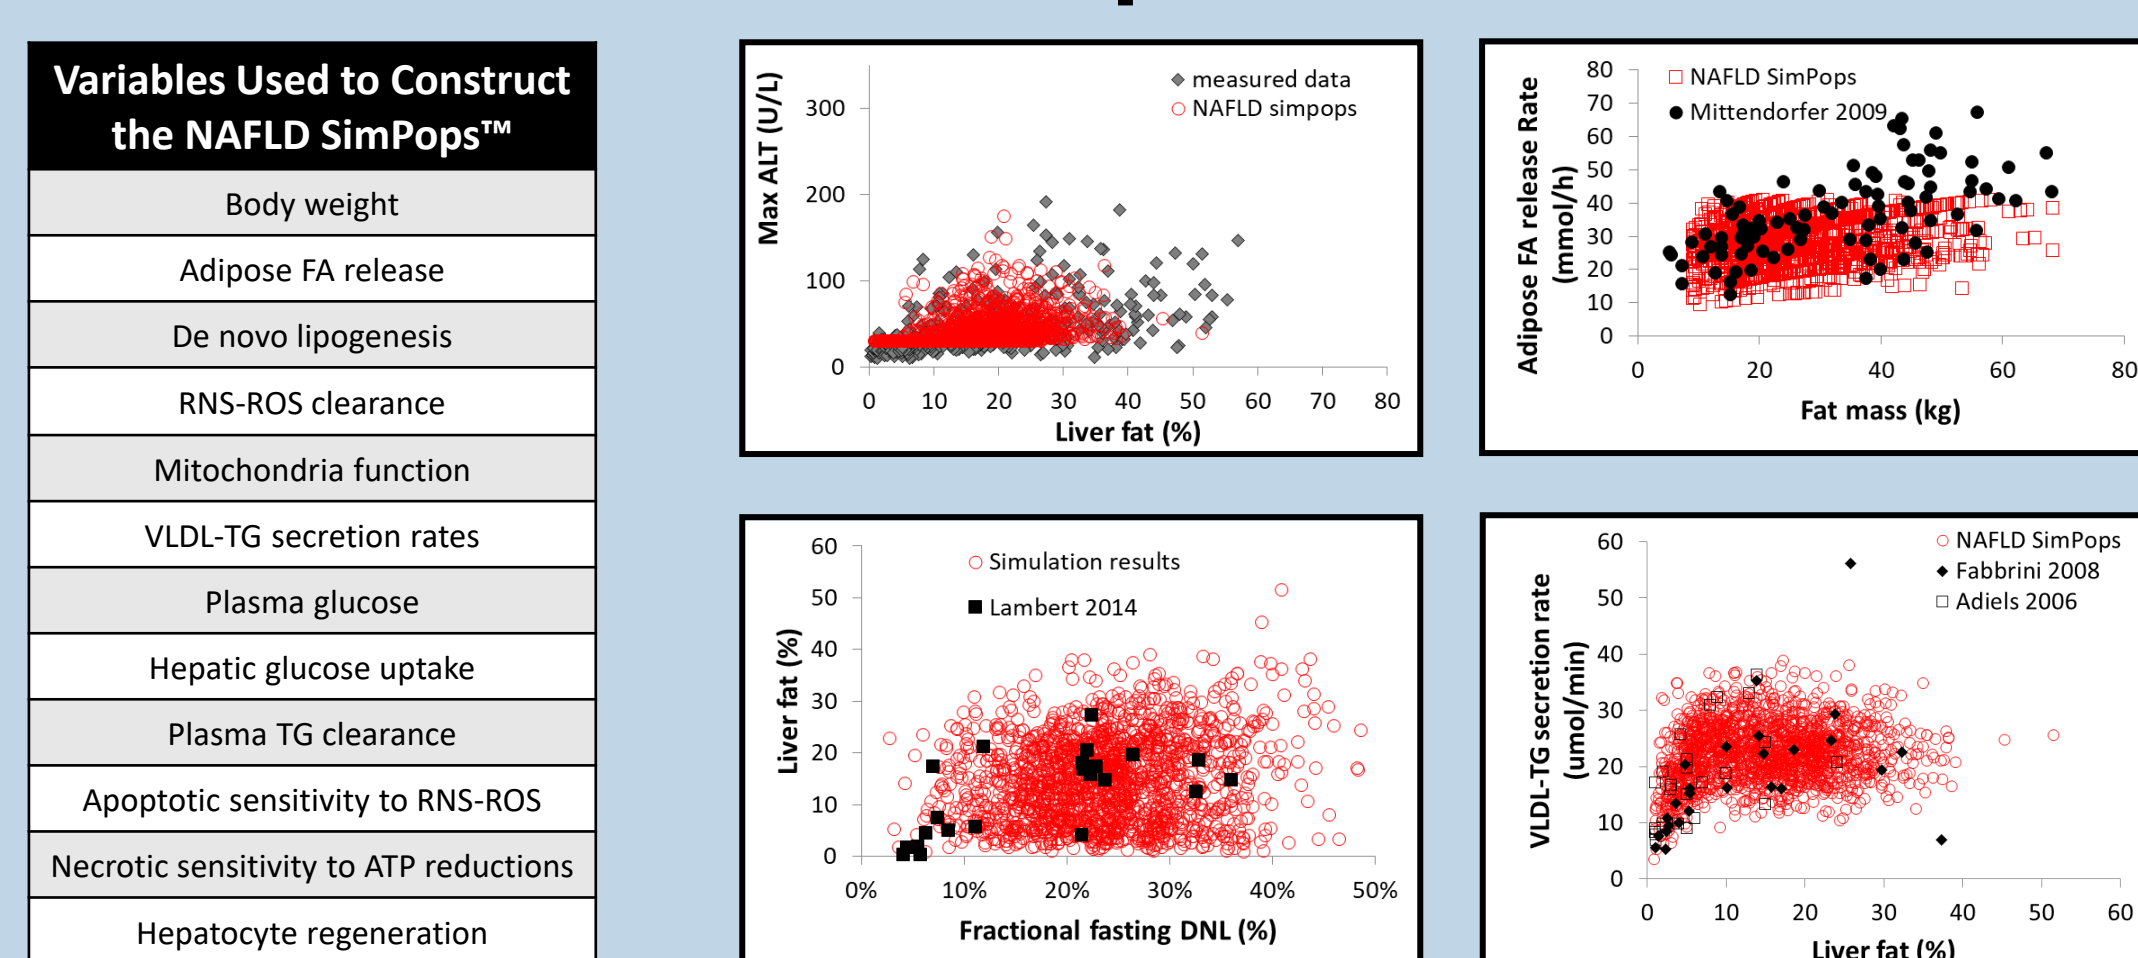 Variables Used to Construct
the NAFLD SimPops™
Body weight
Adipose FA release
De novo lipogenesis
RNS-ROS clearance
Mitochondria function
VLDL-TG secretion rates
Plasma glucose
Hepatic glucose uptake
Plasma TG clearance
Apoptotic sensitivity to RNS-ROS
Necrotic sensitivity to ATP reductions
Hepatocyte regeneration
Max ALT (U/L)
300
200
100
0
measured data
NAFLD simpops
0 10 20 30 40 50 60 70 80
Liver fat (%)
Adipose FA release Rate
(mmol/h)
80
70
60
50
40
30
20
10
0
NAFLD SimPops
Mittendorfer 2009
0 20 40 60 80
Fat mass (kg)
Liver fat (%)
60
50
40
30
20
10
0
Simulation results
Lambert 2014
0% 10% 20% 30% 40% 50%
Fractional fasting DNL (%)
VLDL-TG secretion rate
(umol/min)
60
50
40
30
20
10
0
NAFLD SimPops
Fabbrini 2008
Adiels 2006
0 10 20 30 40 50 60
Liver fat (%)